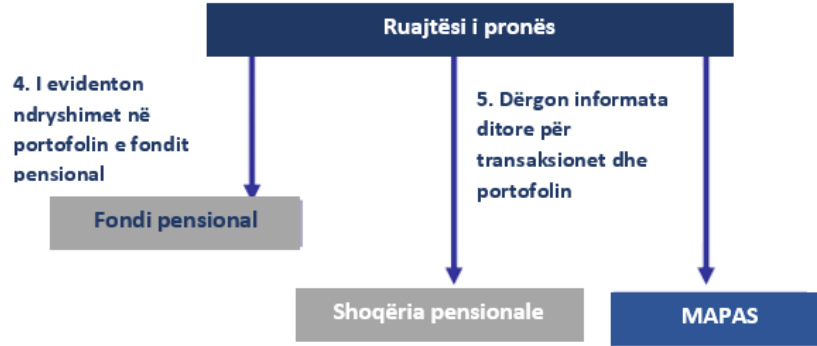 Ruajtësi i pronës
4. I evidenton
ndryshimet në
portofolin e fondit
pensional
5. Dërgon informata
ditore për
transaksionet dhe
portofolin
Fondi pensional
Shoqëria pensionale
MAPAS